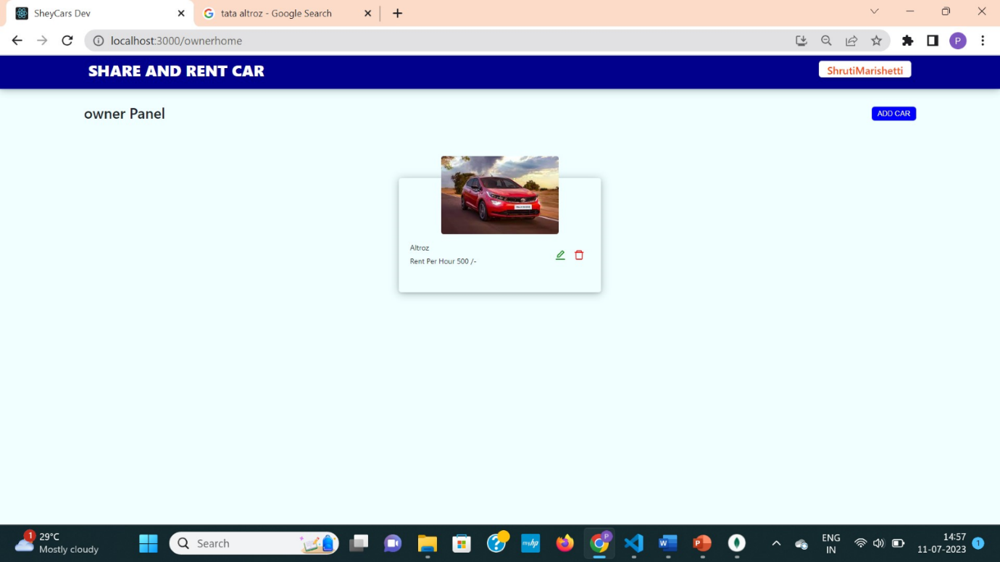 SheyCars Dev
tata altroz - Google Search
localhost:3000/ownerhome
P
SHARE AND RENT CAR
ShrutiMarishetti
owner Panel
ADD CAR
Altroz
Rent Per Hour 500 /-
1
29°C
Mostly cloudy
Search
myhp
P
ENG
IN
14:57
11-07-2023
1